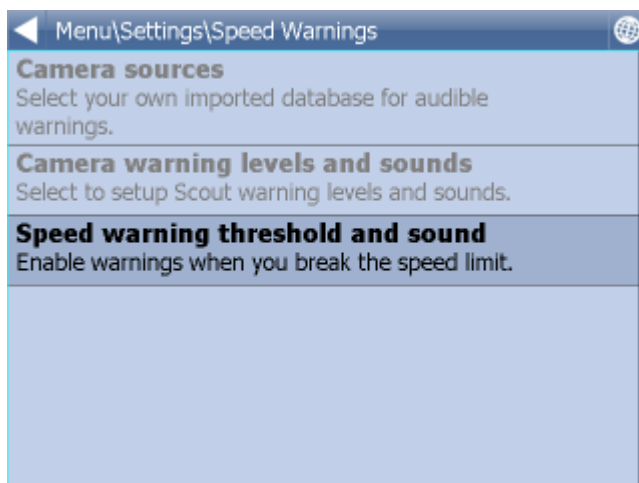 Menu\Settings\Speed Warnings
Camera sources
Select your own imported database for audible
warnings.
Camera warning levels and sounds
Select to setup Scout warning levels and sounds.
Speed warning threshold and sound
Enable warnings when you break the speed limit.